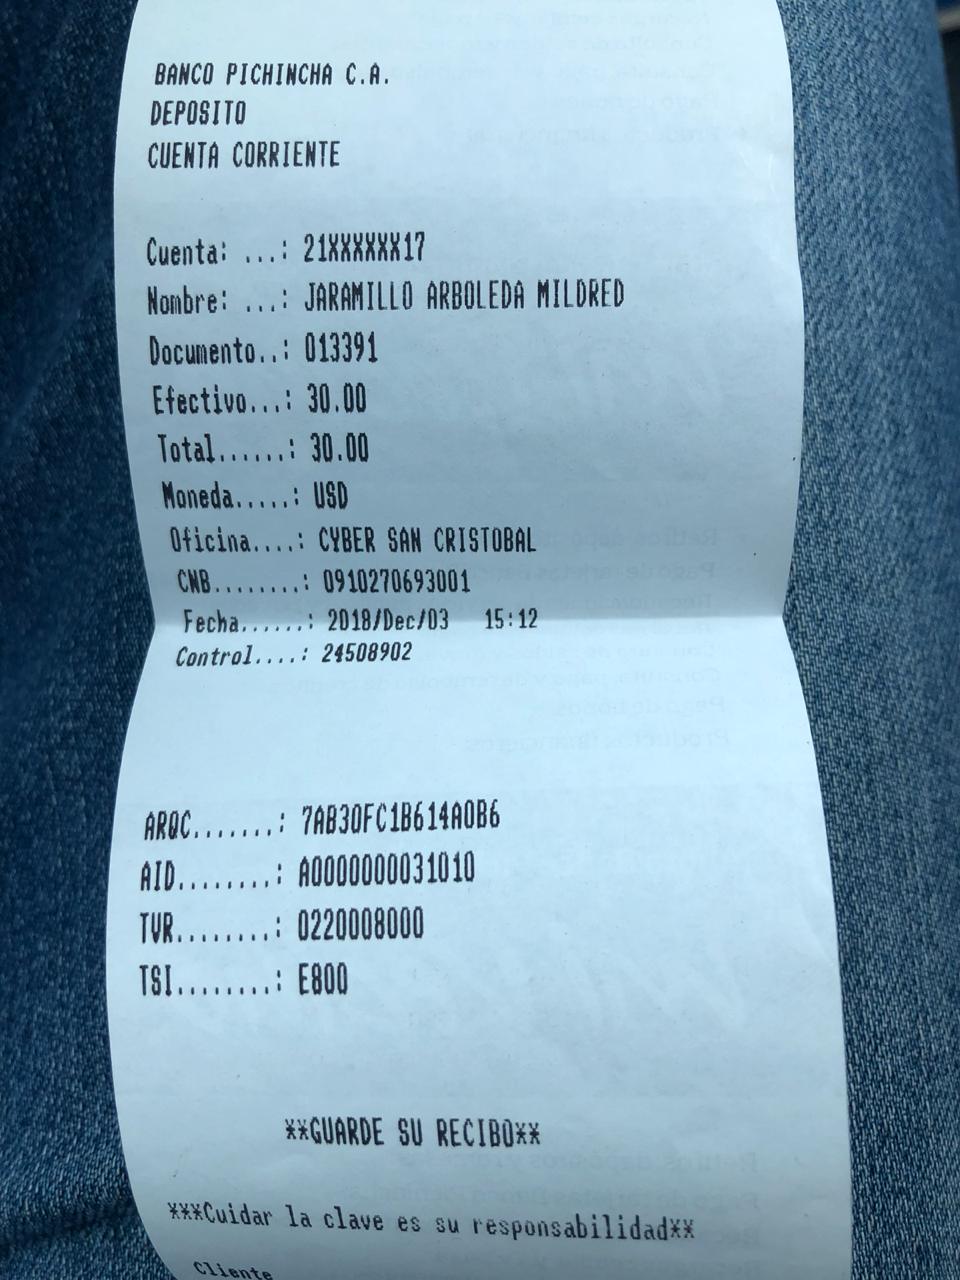 BANCO PICHINCHA C.A.
DEPOSITO
CUENTA CORRIENTE
Cuenta: ...: 21XXXXXX17
Nombre: ...: JARAMILLO ARBOLEDA MILDRED
Documento..: 013391
Efectivo...: 30.00
Total......: 30.00
Moneda.....: USD
Oficina....: CYBER SAN CRISTOBAL
CNB........: 0910270693001
Fecha......: 2018/Dec/03 15:12
Control....: 24508902
ARQC.......: 7AB30FC1B614A0B6
AID........: A0000000031010
TVR........: 0220008000
TSI........: E800
**GUARDE SU RECIBO**
***Cuidar la clave es su responsabilidad**
Cliente